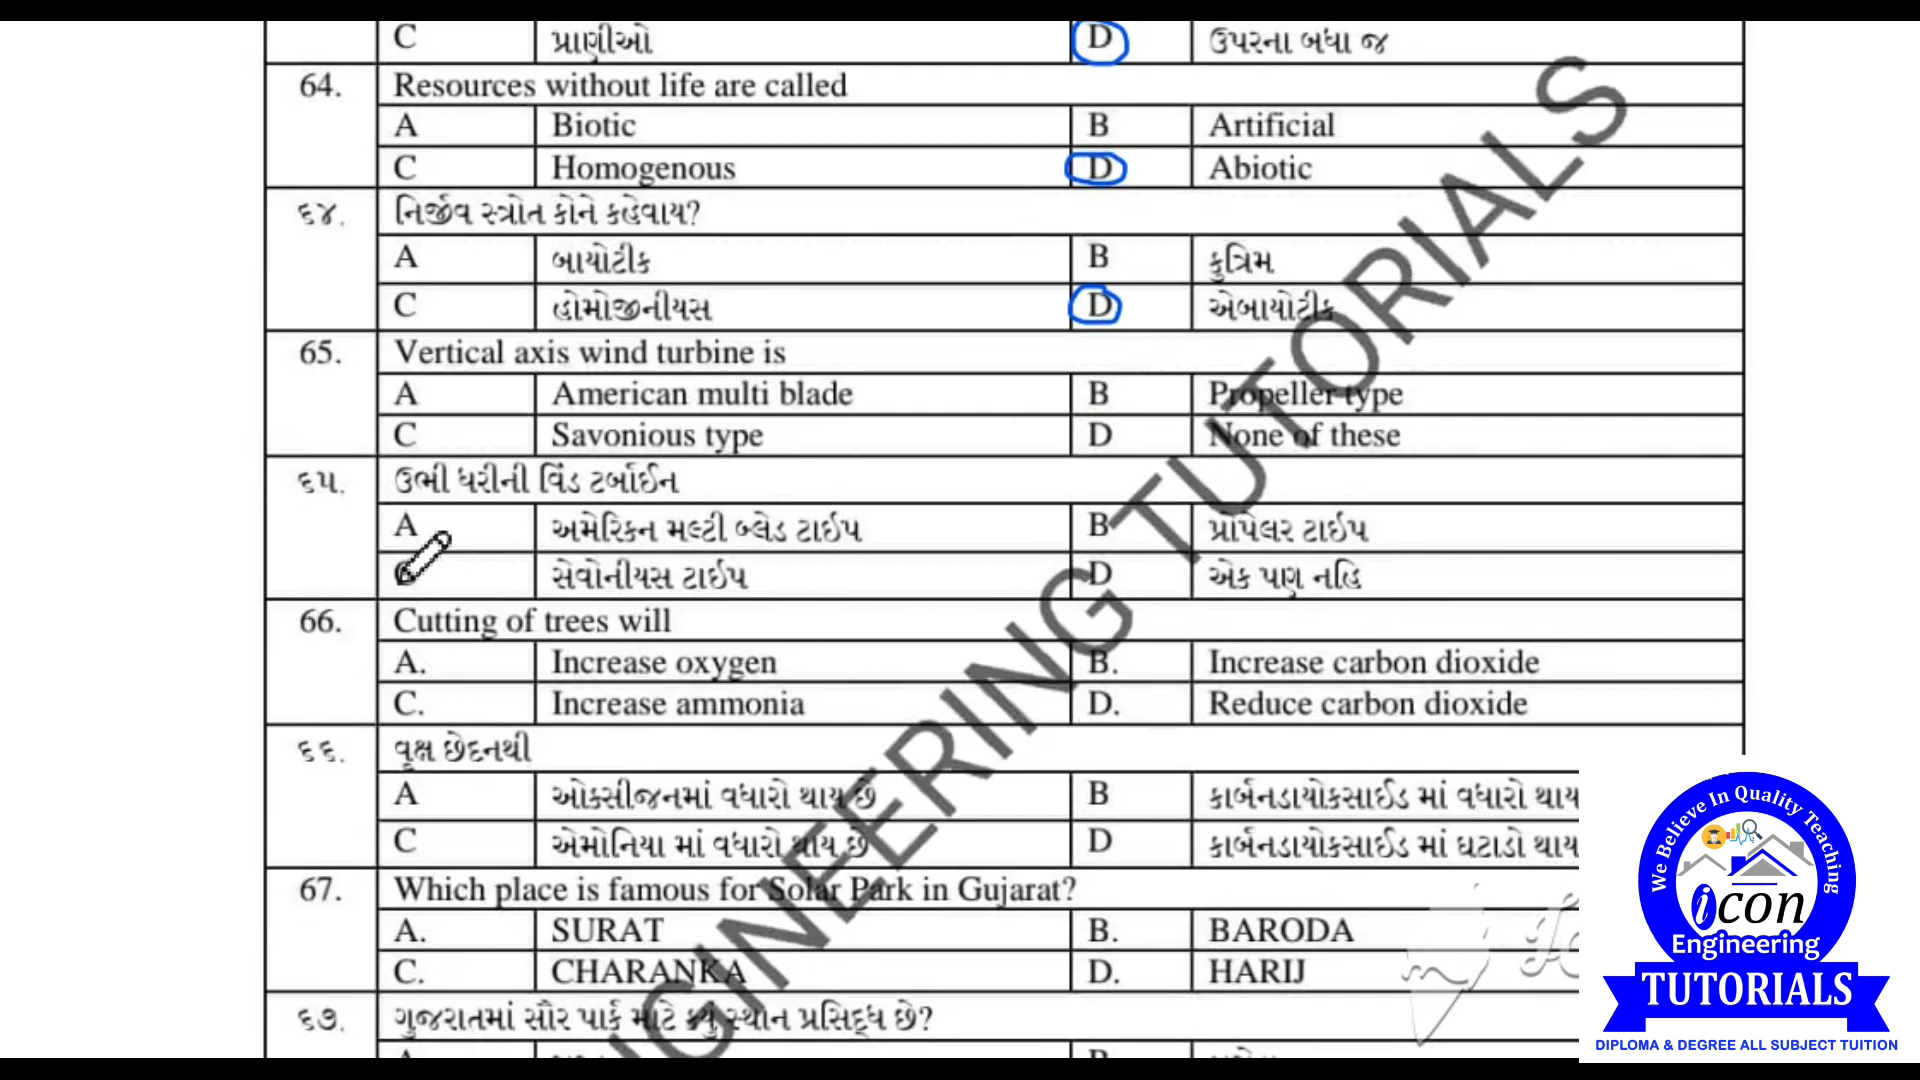 C પ્રાણીઓ D ઉપરના બધા જ
64. Resources without life are called
A Biotic B Artificial
C Homogenous D Abiotic
૬૪. નિર્જીવ સ્ત્રોત કોને કહેવાય?
A બાયોટીક B કુત્રિમ
C હોમોજીનીયસ D એબાયોટીક
65. Vertical axis wind turbine is
A American multi blade B Propeller type
C Savonious type D None of these
૬૫. ઉભી ધરીની વિંડ ટર્બાઈન
A અમેરિકન મલ્ટી બ્લેડ ટાઇપ B પ્રોપેલર ટાઇપ
સેવોનીયસ ટાઇપ D એક પણ નહિ
66. Cutting of trees will
A. Increase oxygen B. Increase carbon dioxide
C. Increase ammonia D. Reduce carbon dioxide
૬૬. વૃક્ષ છેદનથી
A ઓક્સીજનમાં વધારો થાય છે B કાર્બનડાયોકસાઈડ માં વધારો થાય
C એમોનિયા માં વધારો થાય છે D કાર્બનડાયોકસાઈડ માં ઘટાડો થાય
67. Which place is famous for Solar Park in Gujarat?
A. SURAT B. BARODA
C. CHARANKA D. HARIJ
૬૭. ગુજરાતમાં સૌર પાર્ક માટે ક્યુ સ્થાન પ્રસિદ્ધ છે?
ENGINEERING TUTORIALS
We Believe In Quality Teaching
icon
Engineering
TUTORIALS
DIPLOMA & DEGREE ALL SUBJECT TUITION